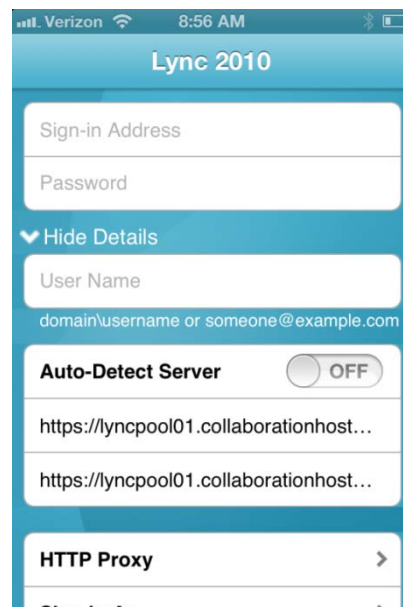 Verizon 8:56 AM
Lync 2010
Sign-in Address
Password
Hide Details
User Name
domain\username or someone@example.com
Auto-Detect Server OFF
https://lyncpool01.collaborationhost...
https://lyncpool01.collaborationhost...
HTTP Proxy